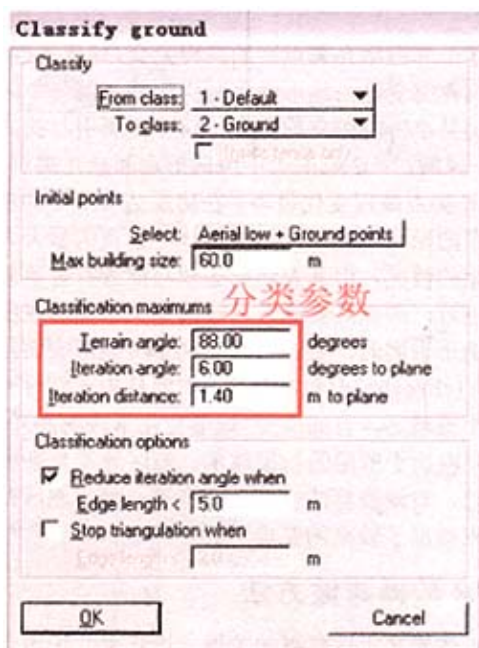 Classify ground
Classify
From class: 1 - Default
To class: 2 - Ground
Initial points
Select: Aerial low + Ground points
Max building size: 60.0 m
Classification maximums 分类参数
Terrain angle: 88.00 degrees
Iteration angle: 6.00 degrees to plane
Iteration distance: 1.40 m to plane
Classification options
Reduce iteration angle when
Edge length < 5.0 m
Stop triangulation when
m
OK Cancel